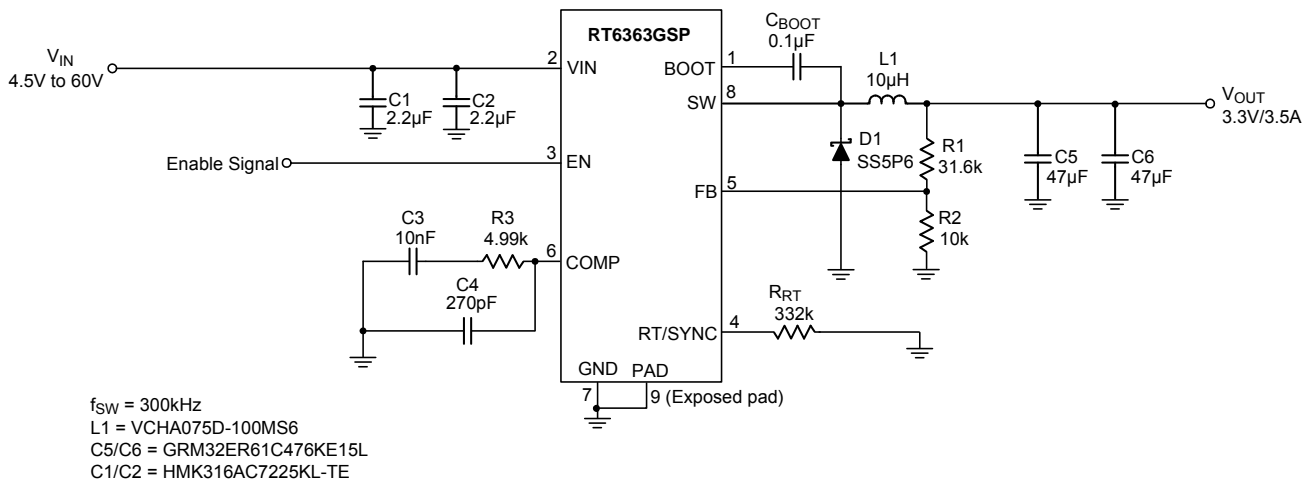 RT6363GSP
V_IN
4.5V to 60V
2
VIN
C1
2.2µF
C2
2.2µF
BOOT
1
C_BOOT
0.1µF
SW
8
L1
10µH
V_OUT
3.3V/3.5A
D1
SS5P6
R1
31.6k
C5
47µF
C6
47µF
Enable Signal
3
EN
FB
5
R2
10k
C3
10nF
R3
4.99k
6
COMP
C4
270pF
RT/SYNC
4
R_RT
332k
GND
PAD
7
9 (Exposed pad)
f_SW = 300kHz
L1 = VCHA075D-100MS6
C5/C6 = GRM32ER61C476KE15L
C1/C2 = HMK316AC7225KL-TE